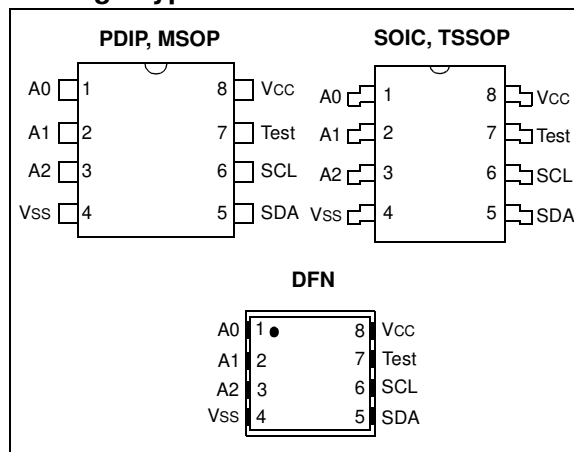 PDIP, MSOP
A0 1 8 VCC
A1 2 7 Test
A2 3 6 SCL
VSS 4 5 SDA
SOIC, TSSOP
A0 1 8 VCC
A1 2 7 Test
A2 3 6 SCL
VSS 4 5 SDA
DFN
A0 1 8 VCC
A1 2 7 Test
A2 3 6 SCL
VSS 4 5 SDA